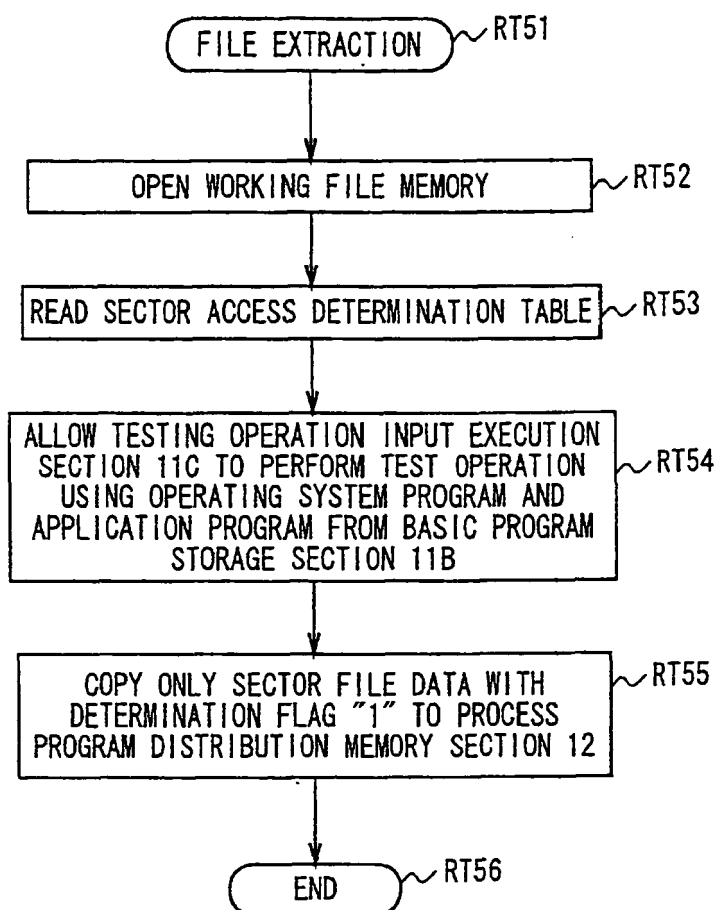 FILE EXTRACTION
RT51
OPEN WORKING FILE MEMORY
RT52
READ SECTOR ACCESS DETERMINATION TABLE
RT53
ALLOW TESTING OPERATION INPUT EXECUTION
SECTION 11C TO PERFORM TEST OPERATION
USING OPERATING SYSTEM PROGRAM AND
APPLICATION PROGRAM FROM BASIC PROGRAM
STORAGE SECTION 11B
RT54
COPY ONLY SECTOR FILE DATA WITH
DETERMINATION FLAG "1" TO PROCESS
PROGRAM DISTRIBUTION MEMORY SECTION 12
RT55
END
RT56